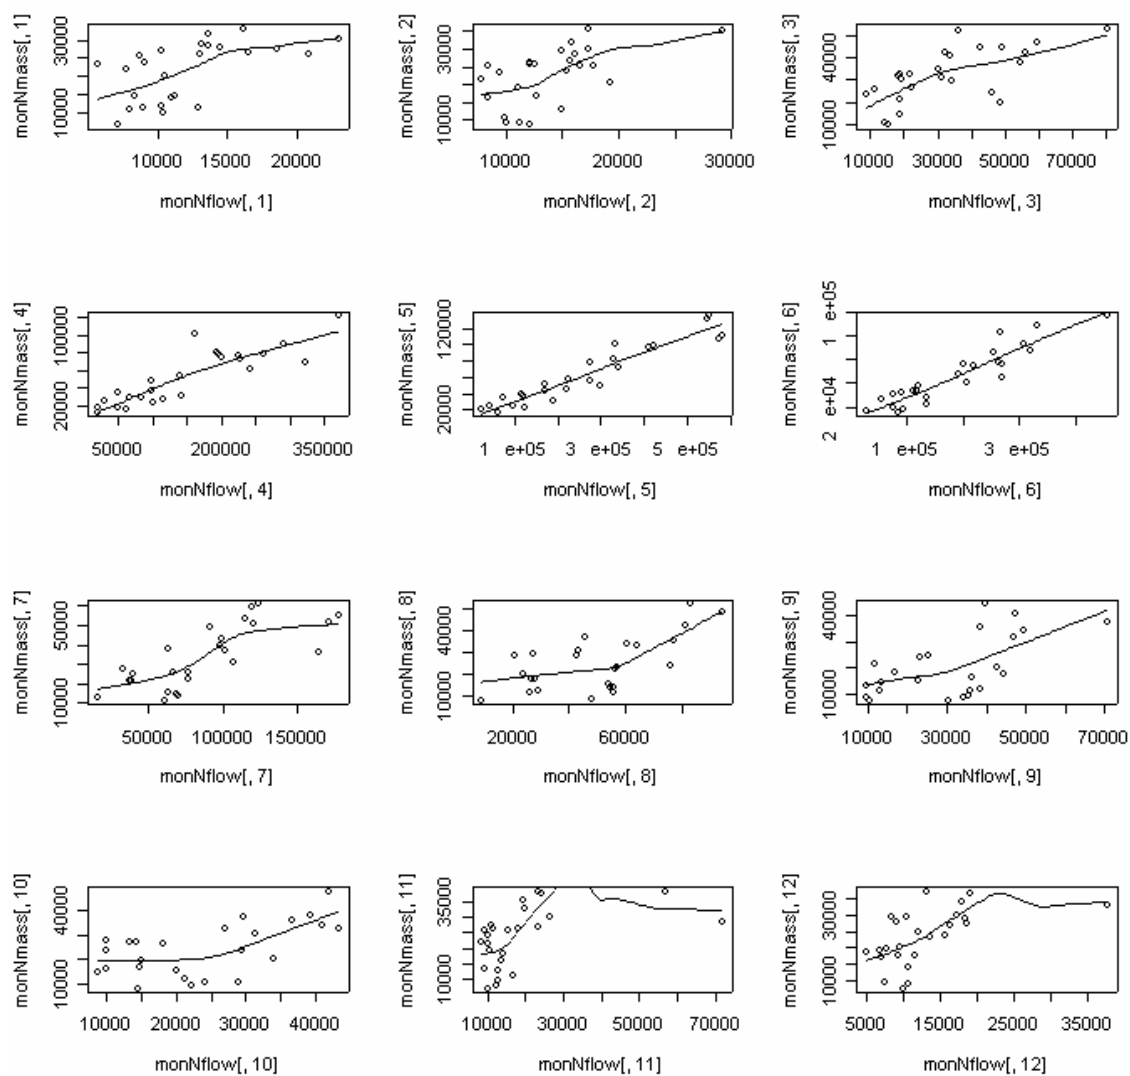 monNmass[, 1]
10000 30000
10000 15000 20000
monNflow[, 1]
monNmass[, 2]
10000 30000
10000 20000 29000
monNflow[, 2]
monNmass[, 3]
10000 40000
10000 30000 50000 70000
monNflow[, 3]
monNmass[, 4]
20000 100000
50000 200000 350000
monNflow[, 4]
monNmass[, 5]
20000 120000
1 e+05 3 e+05 5 e+05
monNflow[, 5]
monNmass[, 6]
2 e+04 1 e+05
1 e+05 3 e+05
monNflow[, 6]
monNmass[, 7]
10000 50000
50000 100000 150000
monNflow[, 7]
monNmass[, 8]
10000 40000
20000 60000
monNflow[, 8]
monNmass[, 9]
10000 40000
10000 30000 50000 70000
monNflow[, 9]
monNmass[, 10]
10000 40000
10000 20000 30000 40000
monNflow[, 10]
monNmass[, 11]
10000 35000
10000 30000 50000 70000
monNflow[, 11]
monNmass[, 12]
10000 30000
5000 15000 25000 35000
monNflow[, 12]